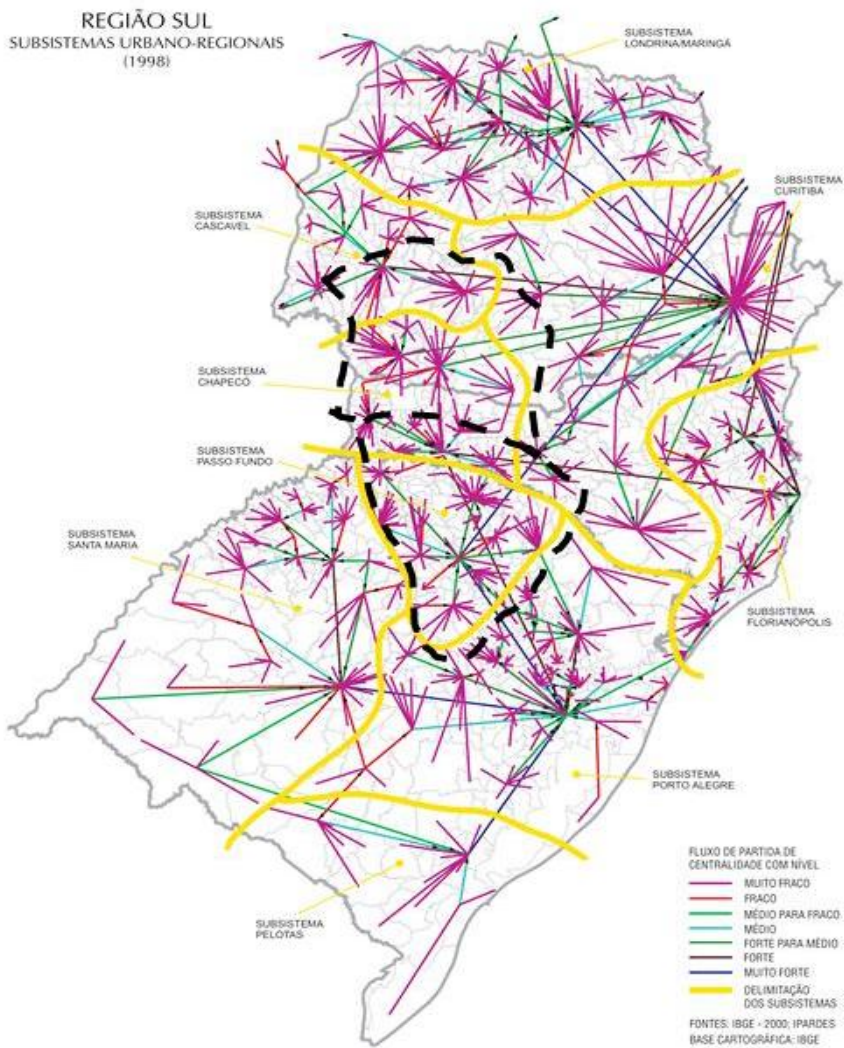 REGIÃO SUL
SUBSISTEMAS URBANO-REGIONAIS
(1998)
SUBSISTEMA
LONDRINA/MARINGÁ
SUBSISTEMA
CURITIBA
SUBSISTEMA
CASCAVEL
SUBSISTEMA
CHAPECÓ
SUBSISTEMA
PASSO FUNDO
SUBSISTEMA
SANTA MARIA
SUBSISTEMA
FLORIANÓPOLIS
SUBSISTEMA
PORTO ALEGRE
SUBSISTEMA
PELOTAS
FLUXO DE PARTIDA DE
CENTRALIDADE COM NÍVEL
MUITO FRACO
FRACO
MÉDIO PARA FRACO
MÉDIO
FORTE PARA MÉDIO
FORTE
MUITO FORTE
DELIMITAÇÃO
DOS SUBSISTEMAS
FONTES: IBGE - 2000; IPARDES
BASE CARTOGRÁFICA: IBGE